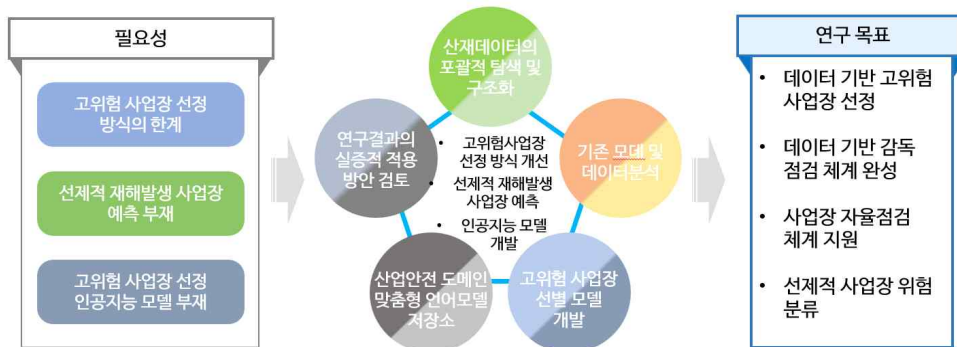 필요성
고위험 사업장 선정
방식의 한계
선제적 재해발생 사업장
예측 부재
고위험 사업장 선정
인공지능 모델 부재
산재데이터의
포괄적 탐색 및
구조화
연구결과의
실증적 적용
방안 검토
기존 모델 및
데이터분석
• 고위험사업장
선정 방식 개선
• 선제적 재해발생
사업장 예측
• 인공지능 모델
개발
산업안전 도메인
맞춤형 언어모델
저장소
고위험 사업장
선별 모델
개발
연구 목표
• 데이터 기반 고위험
사업장 선정
• 데이터 기반 감독
점검 체계 완성
• 사업장 자율점검
체계 지원
• 선제적 사업장 위험
분류